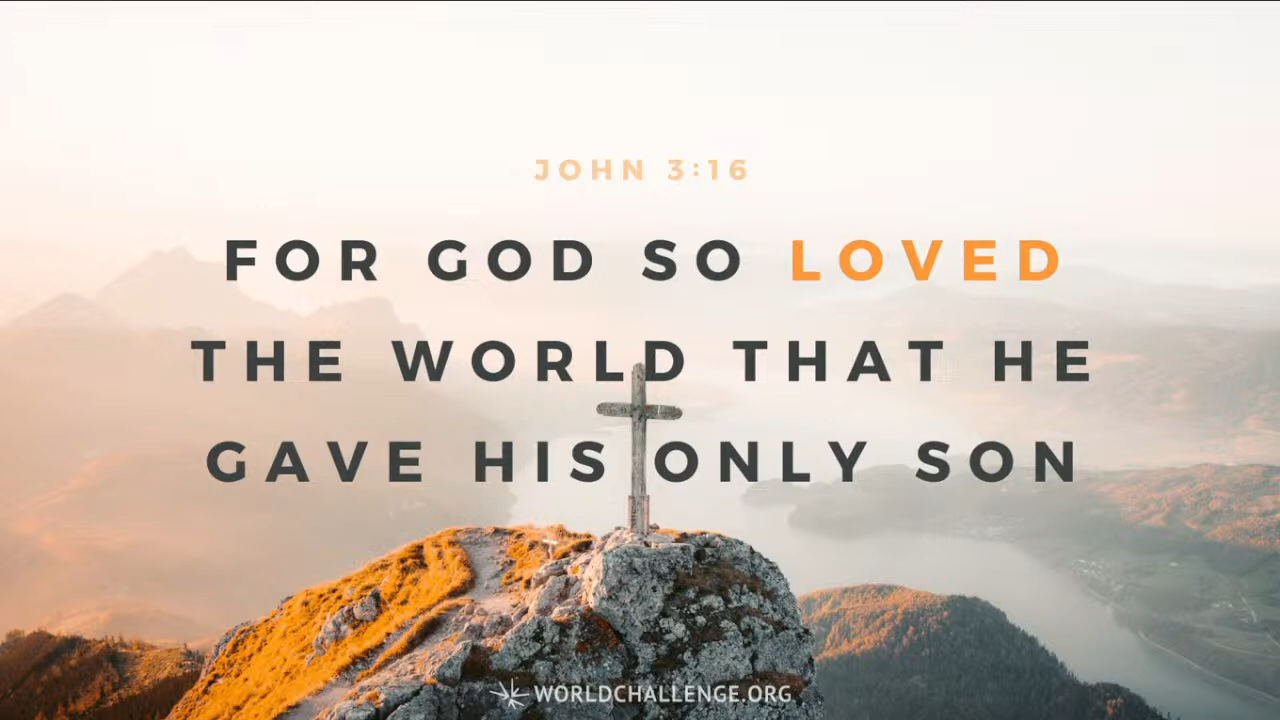 JOHN 3:16
FOR GOD SO LOVED
THE WORLD THAT HE
GAVE HIS ONLY SON
WORLDCHALLENGE.ORG